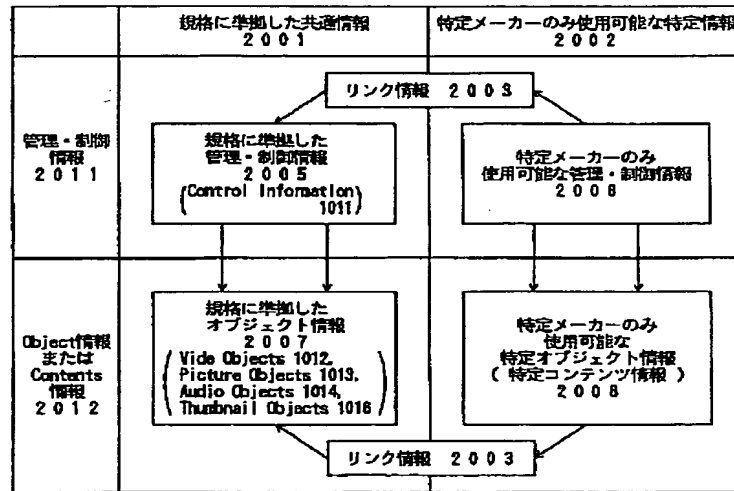 規格に準拠した共通情報
2001
特定メーカーのみ使用可能な特定情報
2002
リンク情報 2003
管理・制御
情報
2011
規格に準拠した
管理・制御情報
2005
(Control Information
1011)
特定メーカーのみ
使用可能な管理・制御情報
2006
Object情報
または
Contents
情報
2012
規格に準拠した
オブジェクト情報
2007
(Vide Objects 1012,
Picture Objects 1013,
Audio Objects 1014,
Thumbnail Objects 1016)
特定メーカーのみ
使用可能な
特定オブジェクト情報
(特定コンテンツ情報)
2008
リンク情報 2003